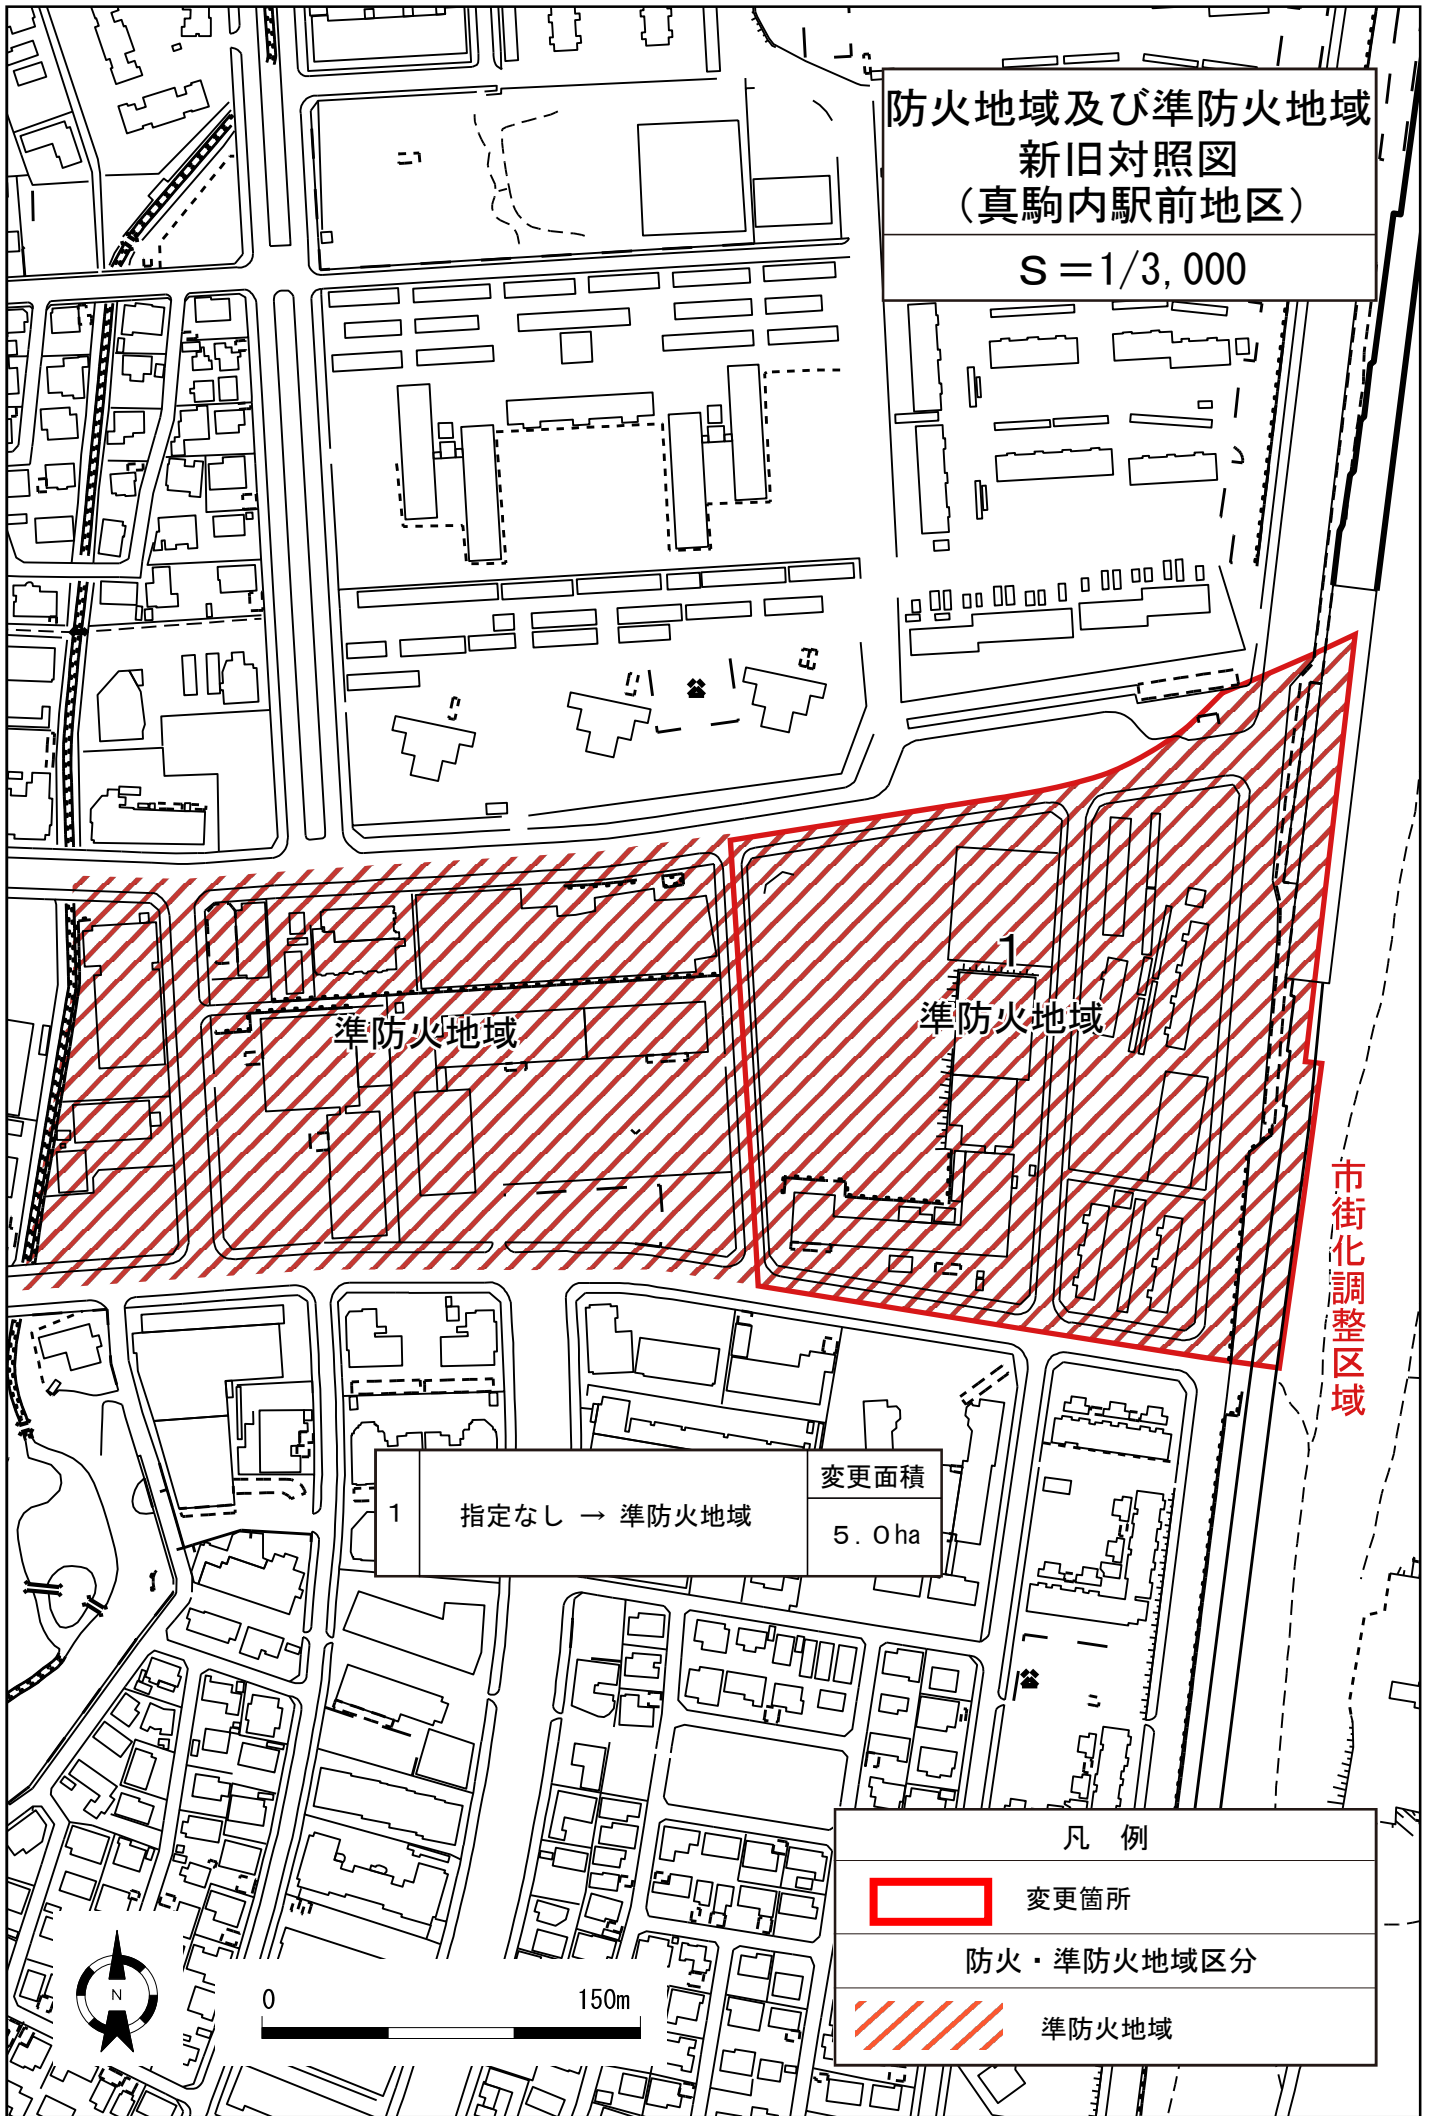 防火地域及び準防火地域
新旧対照図
（真駒内駅前地区）
Ｓ＝1/3,000
1
準防火地域
準防火地域
市街化調整区域
1
指定なし → 準防火地域
変更面積
５.０ha
凡　例
変更箇所
防火・準防火地域区分
準防火地域
N
0
150m